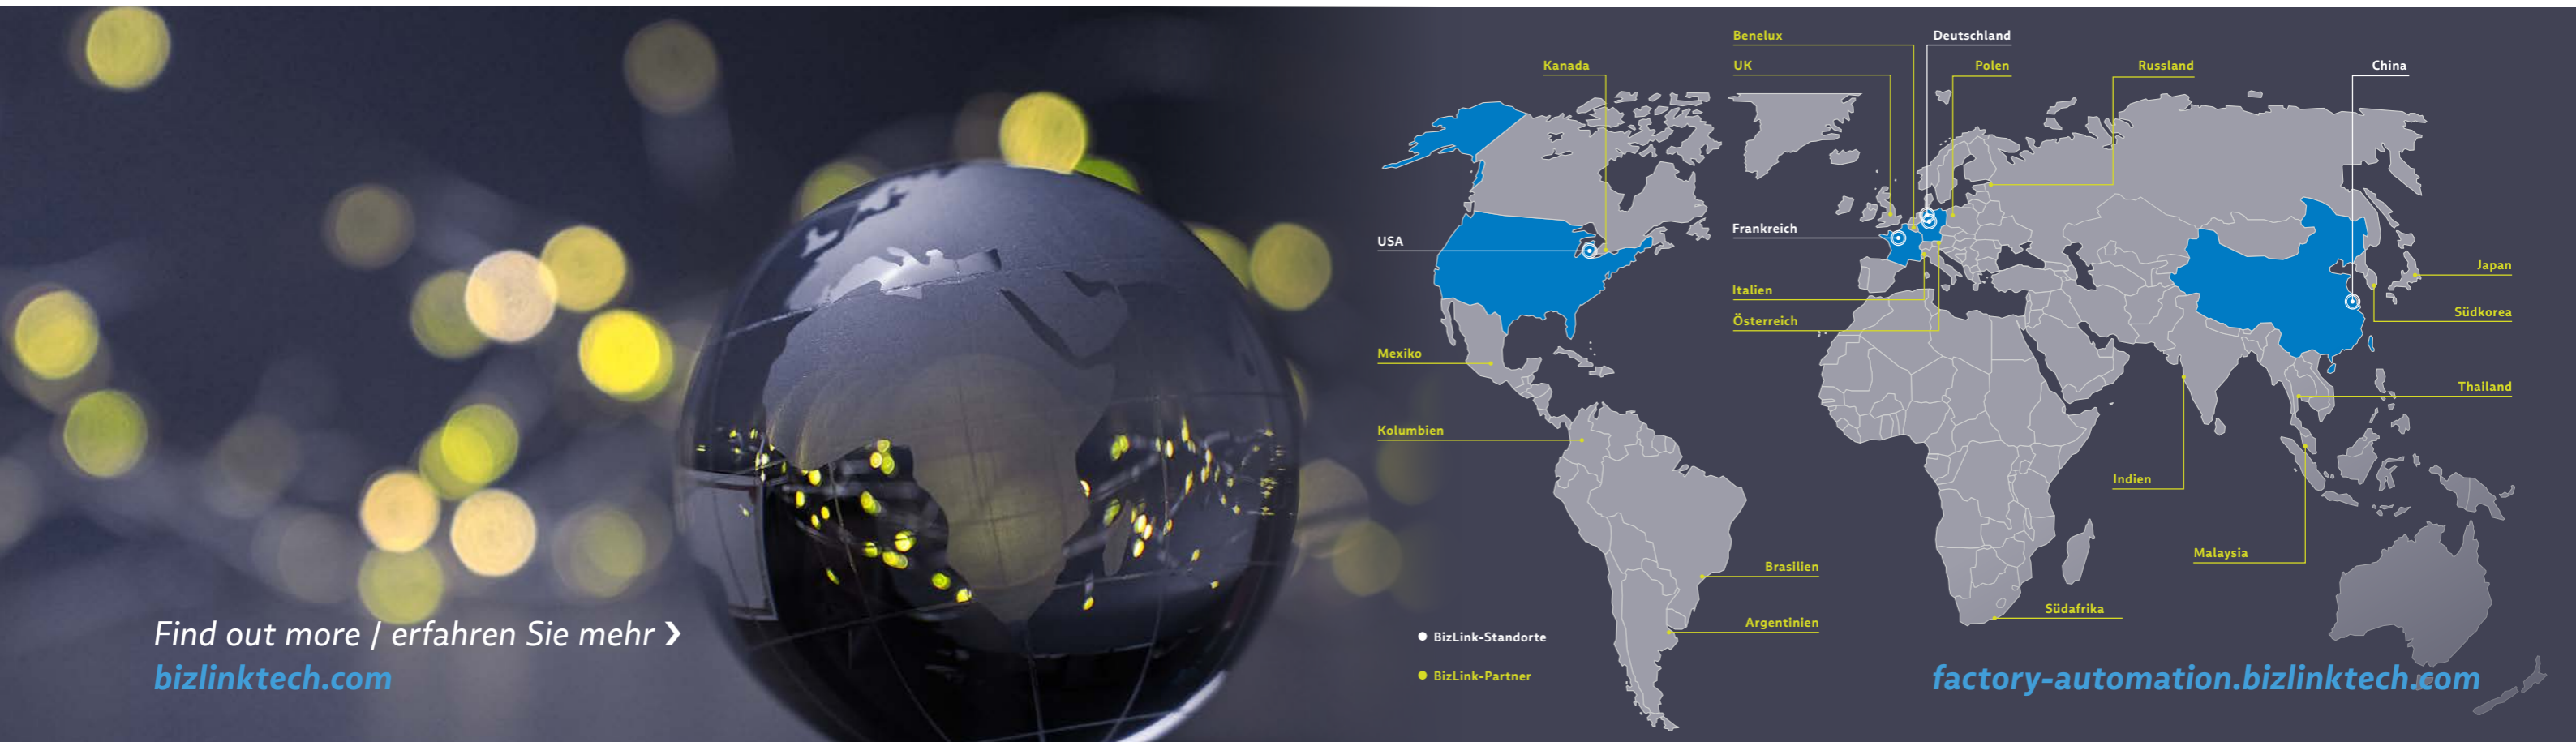 Find out more / erfahren Sie mehr ›
bizlinktech.com
Benelux
Deutschland
Kanada
UK
Polen
Russland
China
USA
Frankreich
Japan
Italien
Südkorea
Österreich
Mexiko
Thailand
Kolumbien
Indien
Malaysia
Brasilien
Südafrika
Argentinien
BizLink-Standorte
BizLink-Partner
factory-automation.bizlinktech.com